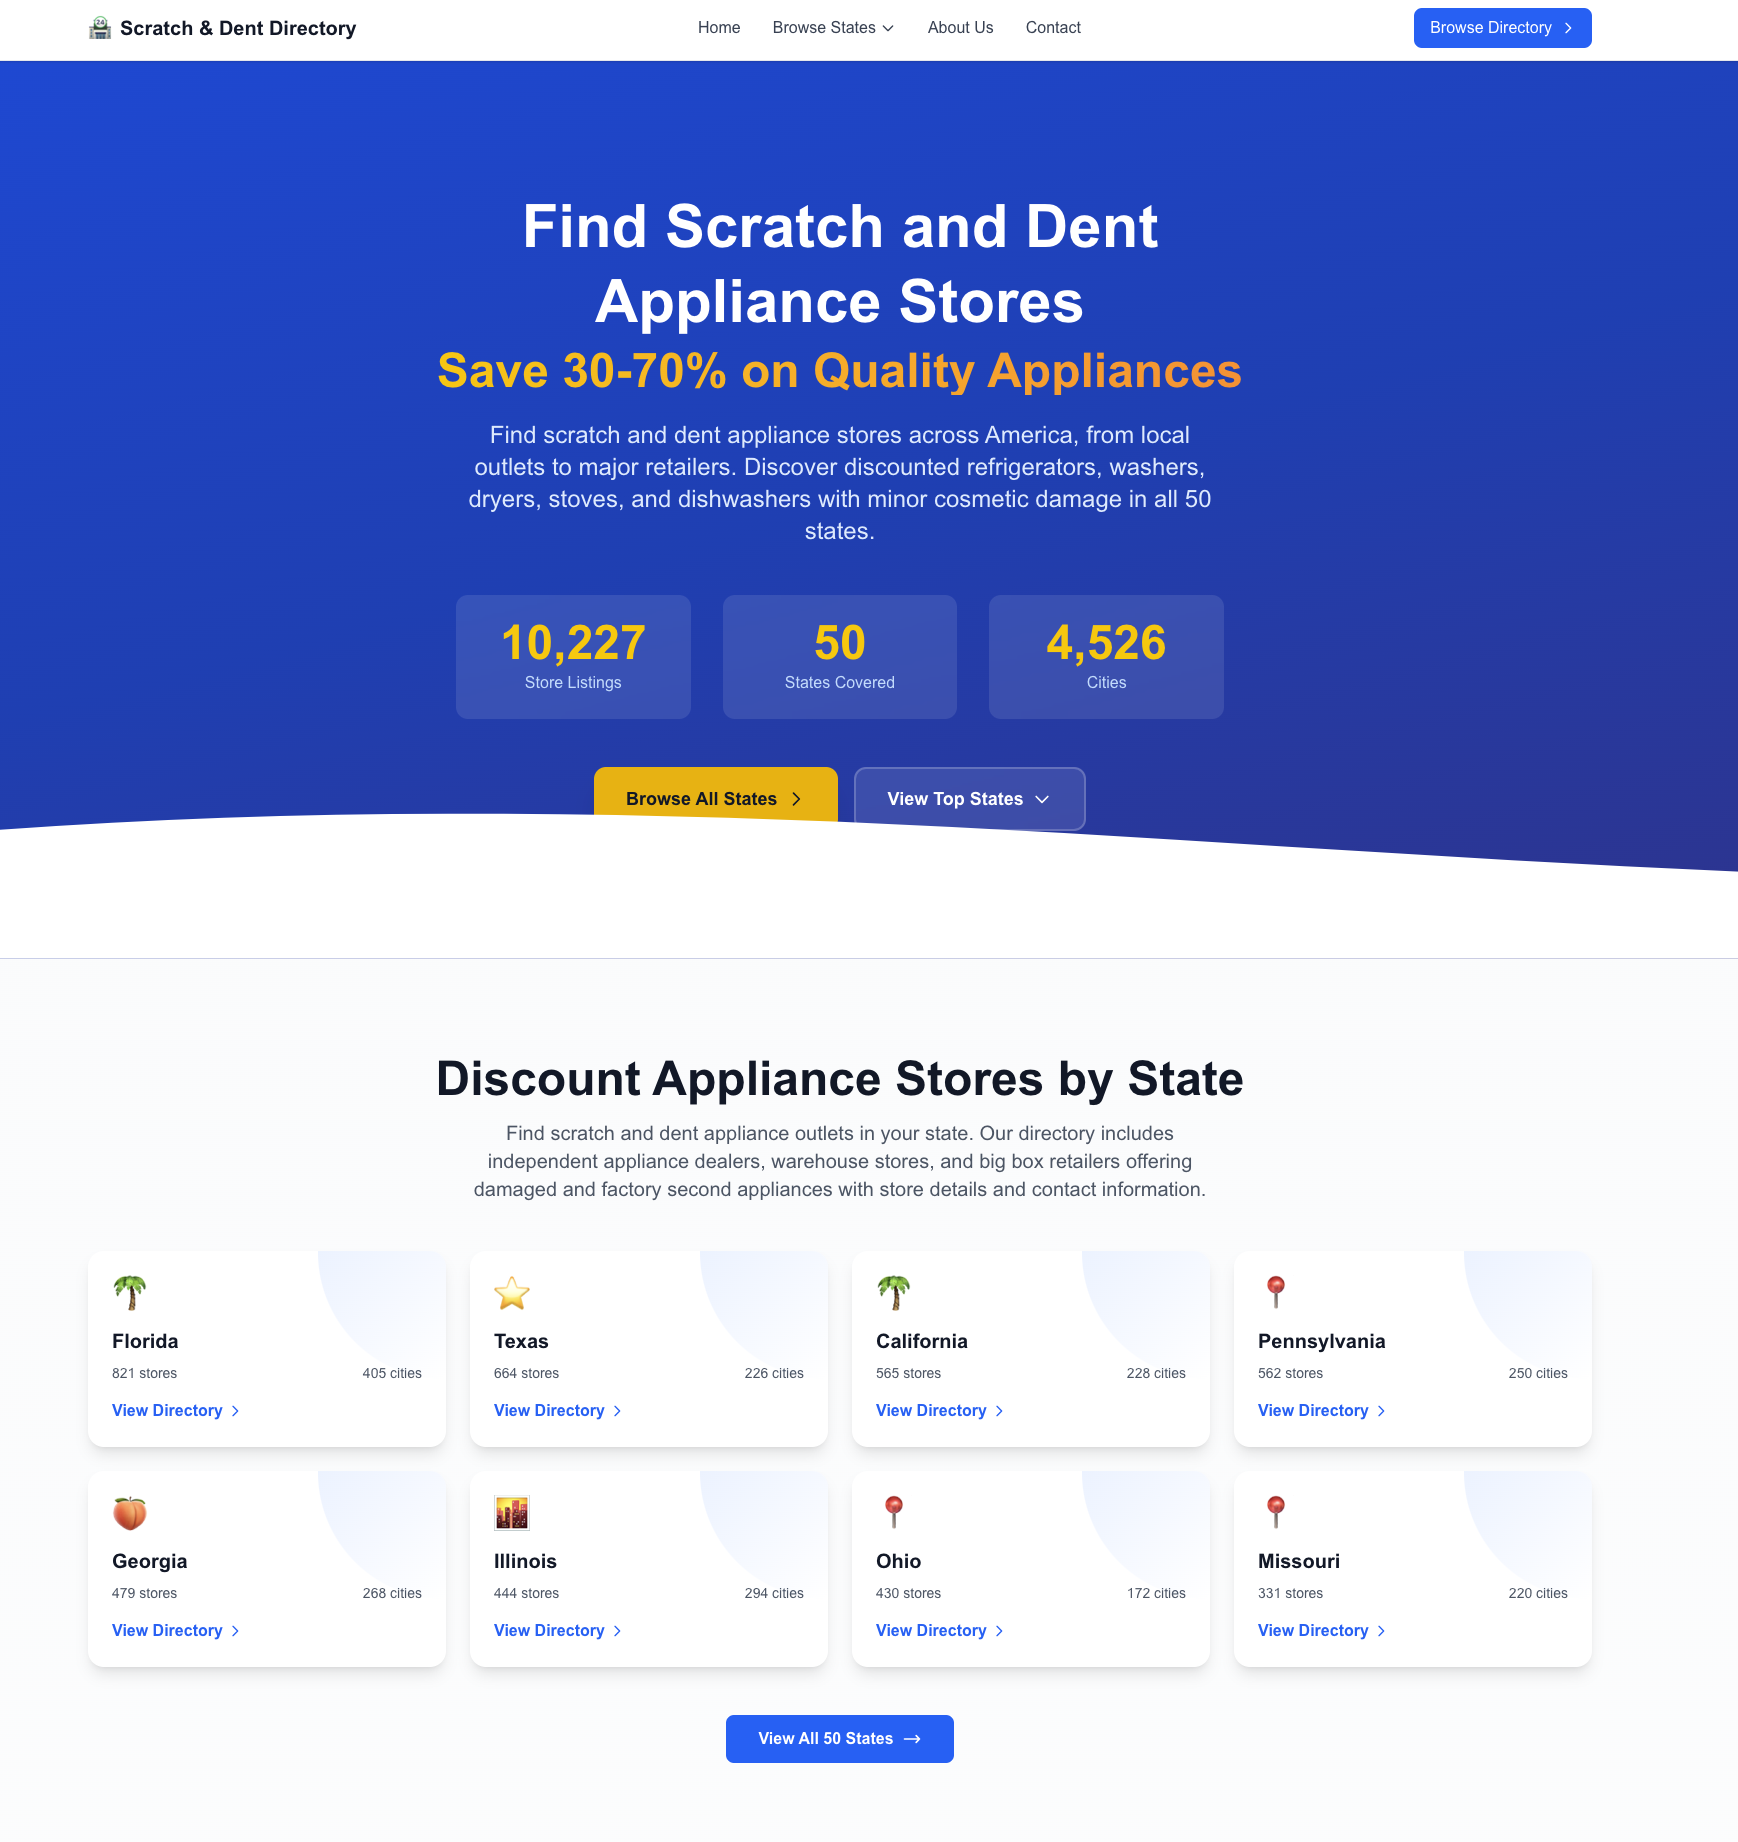 Scratch & Dent Directory
Home
Browse States
About Us
Contact
Browse Directory
Find Scratch and Dent
Appliance Stores
Save 30-70% on Quality Appliances
Find scratch and dent appliance stores across America, from local
outlets to major retailers. Discover discounted refrigerators, washers,
dryers, stoves, and dishwashers with minor cosmetic damage in all 50
states.
10,227
Store Listings
50
States Covered
4,526
Cities
Browse All States
View Top States
Discount Appliance Stores by State
Find scratch and dent appliance outlets in your state. Our directory includes
independent appliance dealers, warehouse stores, and big box retailers offering
damaged and factory second appliances with store details and contact information.
Florida
821 stores
405 cities
View Directory
Texas
664 stores
226 cities
View Directory
California
565 stores
228 cities
View Directory
Pennsylvania
562 stores
250 cities
View Directory
Georgia
479 stores
268 cities
View Directory
Illinois
444 stores
294 cities
View Directory
Ohio
430 stores
172 cities
View Directory
Missouri
331 stores
220 cities
View Directory
View All 50 States